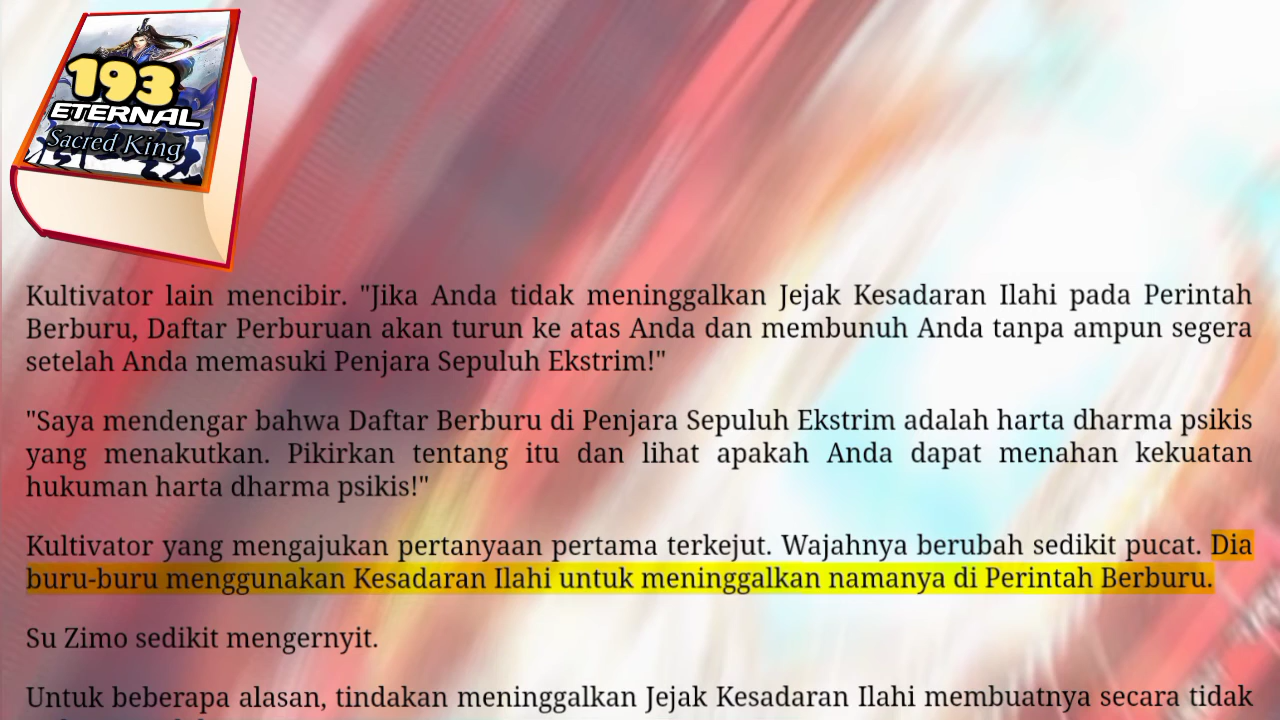 193
ETERNAL
Sacred King
Kultivator lain mencibir. "Jika Anda tidak meninggalkan Jejak Kesadaran Ilahi pada Perintah
Berburu, Daftar Perburuan akan turun ke atas Anda dan membunuh Anda tanpa ampun segera
setelah Anda memasuki Penjara Sepuluh Ekstrim!"
"Saya mendengar bahwa Daftar Berburu di Penjara Sepuluh Ekstrim adalah harta dharma psikis
yang menakutkan. Pikirkan tentang itu dan lihat apakah Anda dapat menahan kekuatan
hukuman harta dharma psikis!"
Kultivator yang mengajukan pertanyaan pertama terkejut. Wajahnya berubah sedikit pucat. Dia
buru-buru menggunakan Kesadaran Ilahi untuk meninggalkan namanya di Perintah Berburu.
Su Zimo sedikit mengernyit.
Untuk beberapa alasan, tindakan meninggalkan Jejak Kesadaran Ilahi membuatnya secara tidak